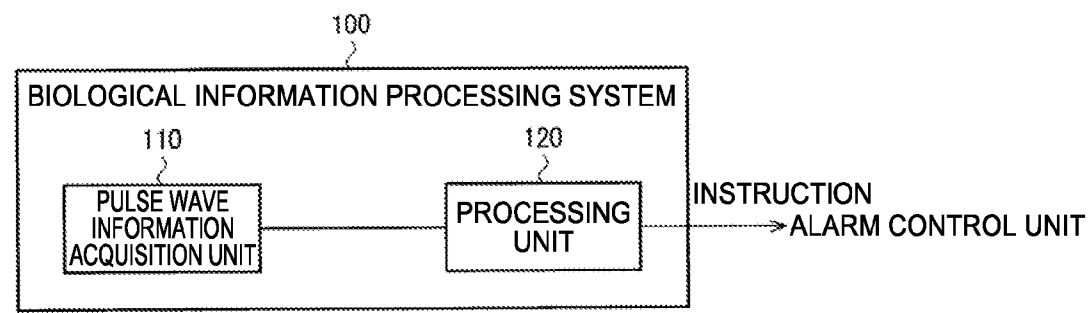 100
BIOLOGICAL INFORMATION PROCESSING SYSTEM
110
PULSE WAVE
INFORMATION
ACQUISITION UNIT
120
PROCESSING
UNIT
INSTRUCTION
ALARM CONTROL UNIT